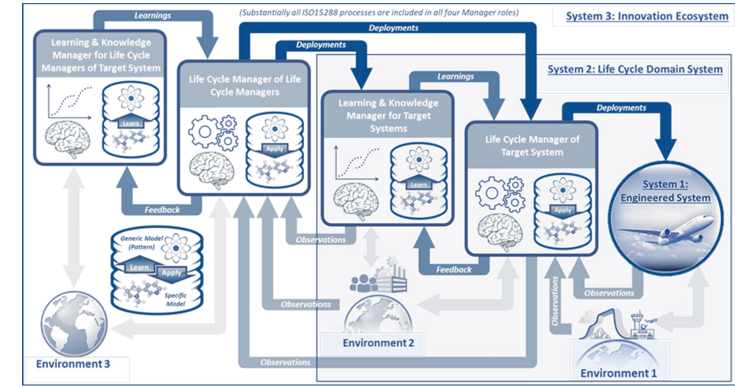 (Substantially all ISO15288 processes are included in all four Manager roles)
System 3: Innovation Ecosystem
Learnings
Deployments
Deployments
System 2: Life Cycle Domain System
Learning & Knowledge
Manager for Life Cycle
Managers of Target System
Life Cycle Manager of Life
Cycle Managers
Learnings
Learning & Knowledge
Manager for Target
Systems
Deployments
Life Cycle Manager of
Target System
Learn
Apply
Learn
Apply
System 1:
Engineered System
Feedback
Observations
Feedback
Generic Model
(Pattern)
Learn
Apply
Specific
Model
Observations
Observations
Observations
Environment 2
Environment 3
Observations
Environment 1